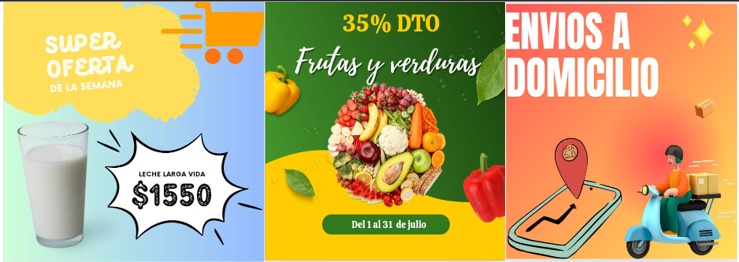 SUPER
OFERTA
DE LA SEMANA
LECHE LARGA VIDA
$1550
35% DTO
Frutas y verduras
Del 1 al 31 de julio
ENVIOS A
DOMICILIO